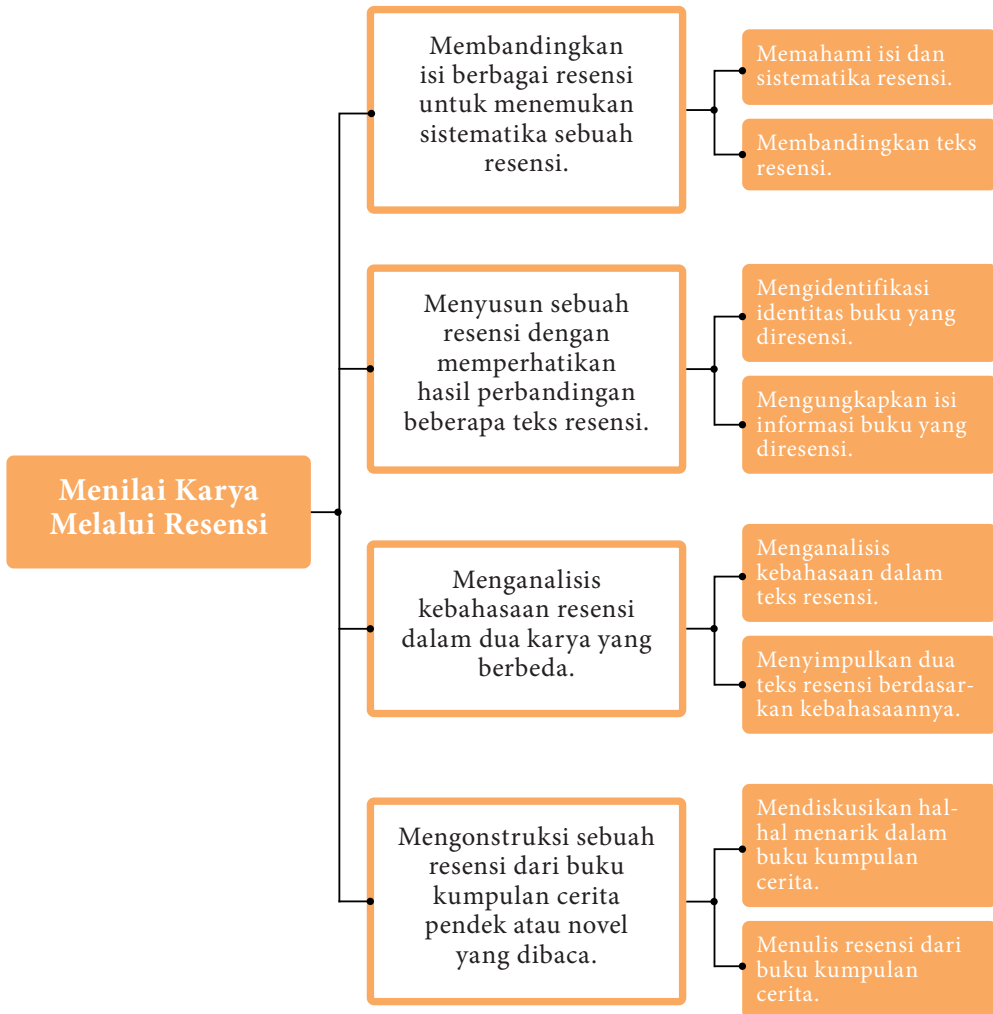 Menilai Karya
Melalui Resensi
Membandingkan
isi berbagai resensi
untuk menemukan
sistematika sebuah
resensi.
Memahami isi dan
sistematika resensi.
Membandingkan teks
resensi.
Menyusun sebuah
resensi dengan
memperhatikan
hasil perbandingan
beberapa teks resensi.
Mengidentifikasi
identitas buku yang
diresensi.
Mengungkapkan isi
informasi buku yang
diresensi.
Menganalisis
kebahasaan resensi
dalam dua karya yang
berbeda.
Menganalisis
kebahasaan dalam
teks resensi.
Menyimpulkan dua
teks resensi berdasar-
kan kebahasaannya.
Mengonstruksi sebuah
resensi dari buku
kumpulan cerita
pendek atau novel
yang dibaca.
Mendiskusikan hal-
hal menarik dalam
buku kumpulan
cerita.
Menulis resensi dari
buku kumpulan
cerita.